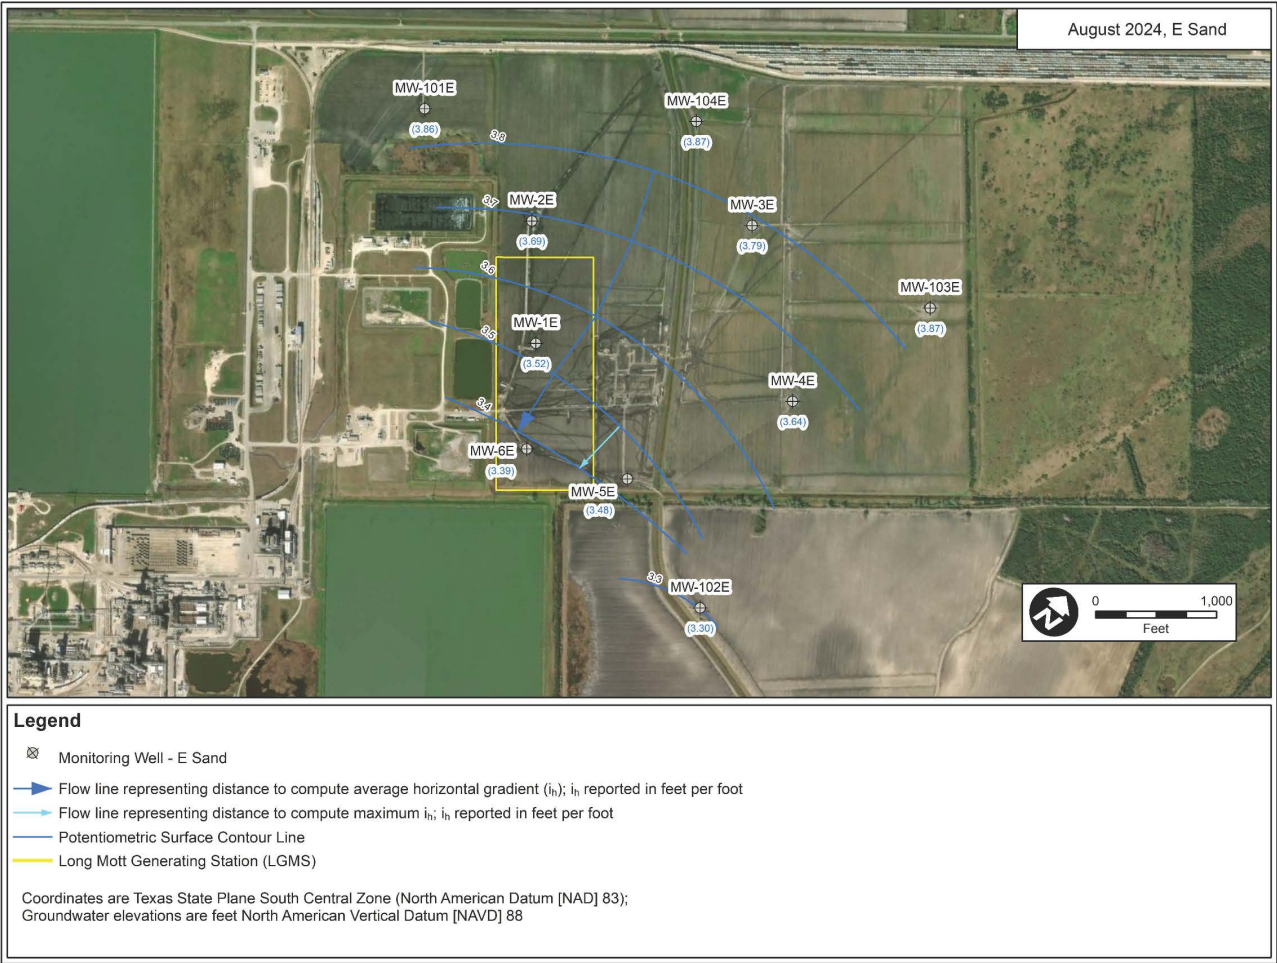 August 2024, E Sand
MW-101E
(3.86)
MW-104E
(3.87)
3.8
MW-2E
(3.69)
3.7
MW-3E
(3.79)
3.6
MW-103E
(3.87)
MW-1E
(3.52)
3.5
MW-4E
(3.64)
3.4
MW-6E
(3.39)
MW-5E
(3.48)
3.3
MW-102E
(3.30)
N
0 1,000
Feet
Legend
Monitoring Well - E Sand
Flow line representing distance to compute average horizontal gradient (iₕ); iₕ reported in feet per foot
Flow line representing distance to compute maximum iₕ; iₕ reported in feet per foot
Potentiometric Surface Contour Line
Long Mott Generating Station (LGMS)
Coordinates are Texas State Plane South Central Zone (North American Datum [NAD] 83);
Groundwater elevations are feet North American Vertical Datum [NAVD] 88